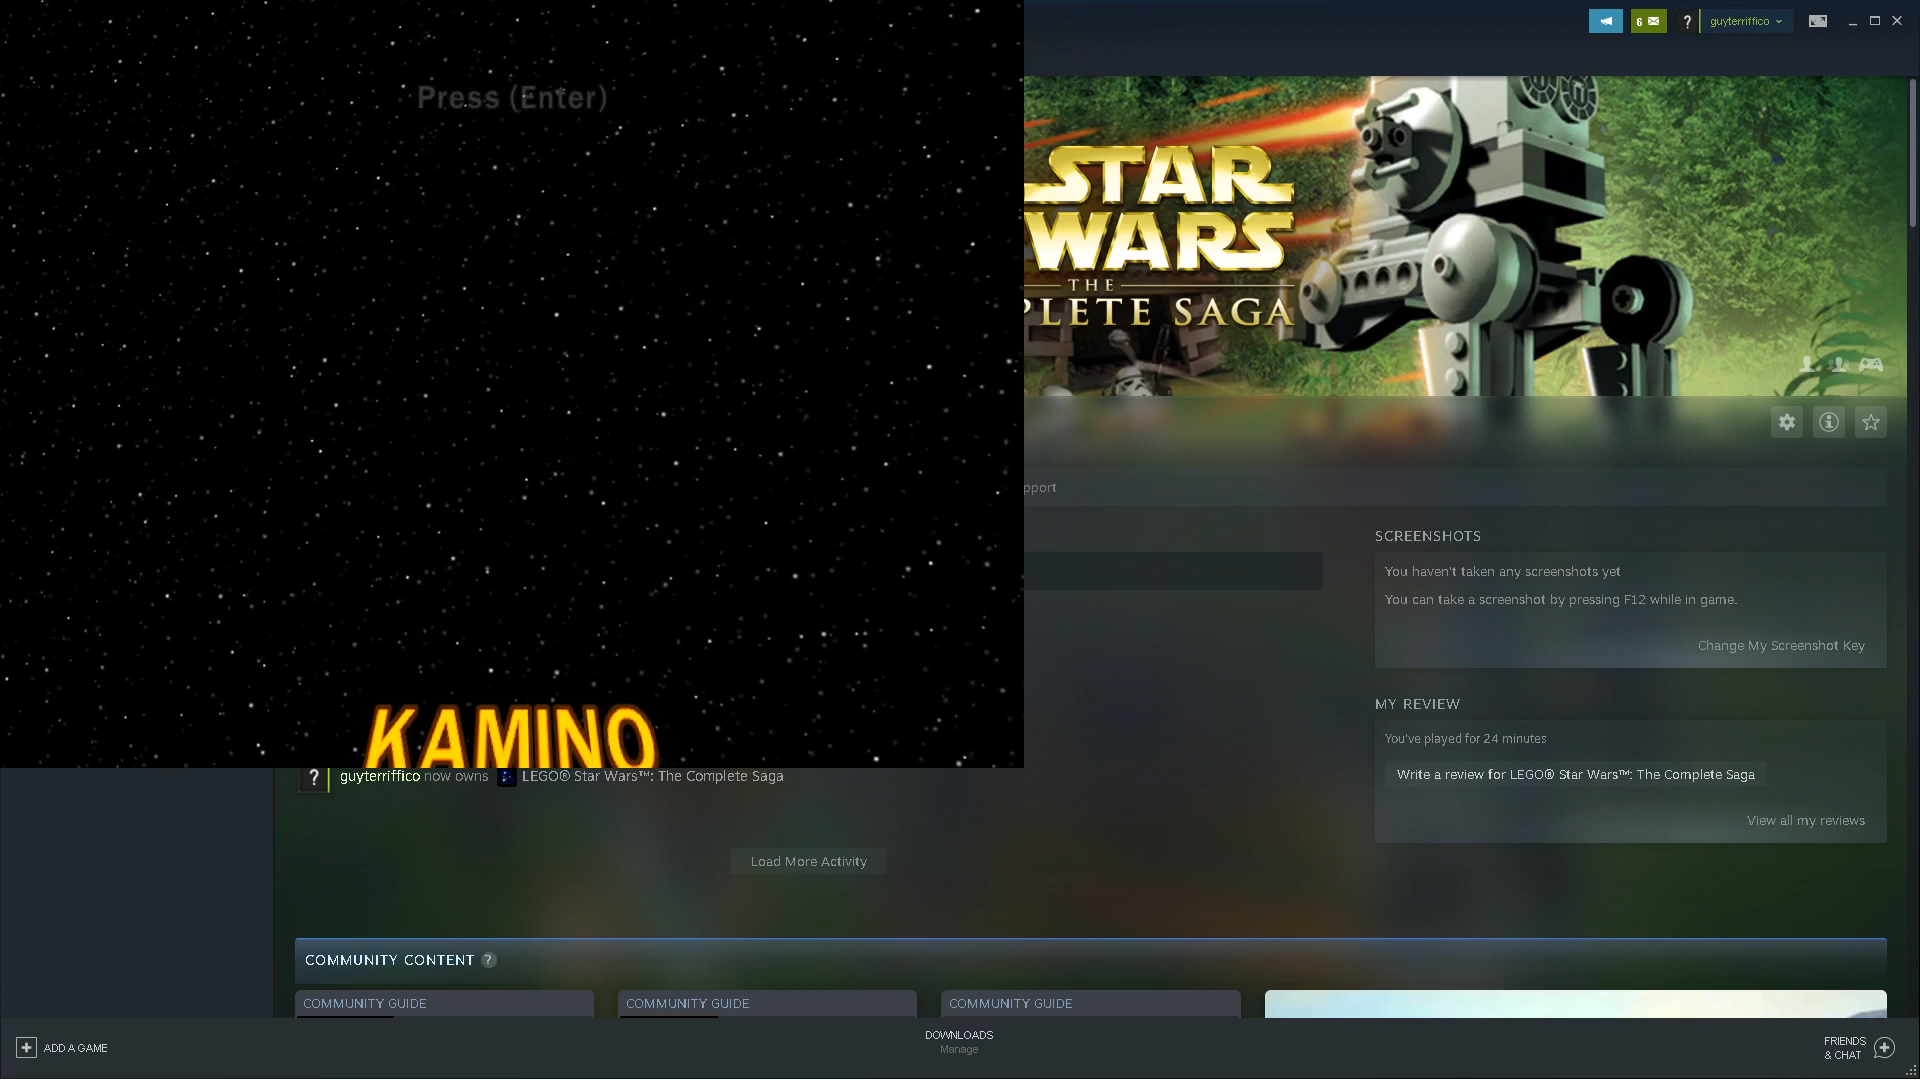 6
?
guyterriffico
Press (Enter)
STAR
WARS
THE
PLETE SAGA
pport
SCREENSHOTS
You haven't taken any screenshots yet
You can take a screenshot by pressing F12 while in game.
Change My Screenshot Key
MY REVIEW
You've played for 24 minutes
Write a review for LEGO® Star Wars™: The Complete Saga
View all my reviews
KAMINO
? guyterriffico now owns LEGO® Star Wars™: The Complete Saga
Load More Activity
COMMUNITY CONTENT ?
COMMUNITY GUIDE
COMMUNITY GUIDE
COMMUNITY GUIDE
ADD A GAME
DOWNLOADS
Manage
FRIENDS
& CHAT